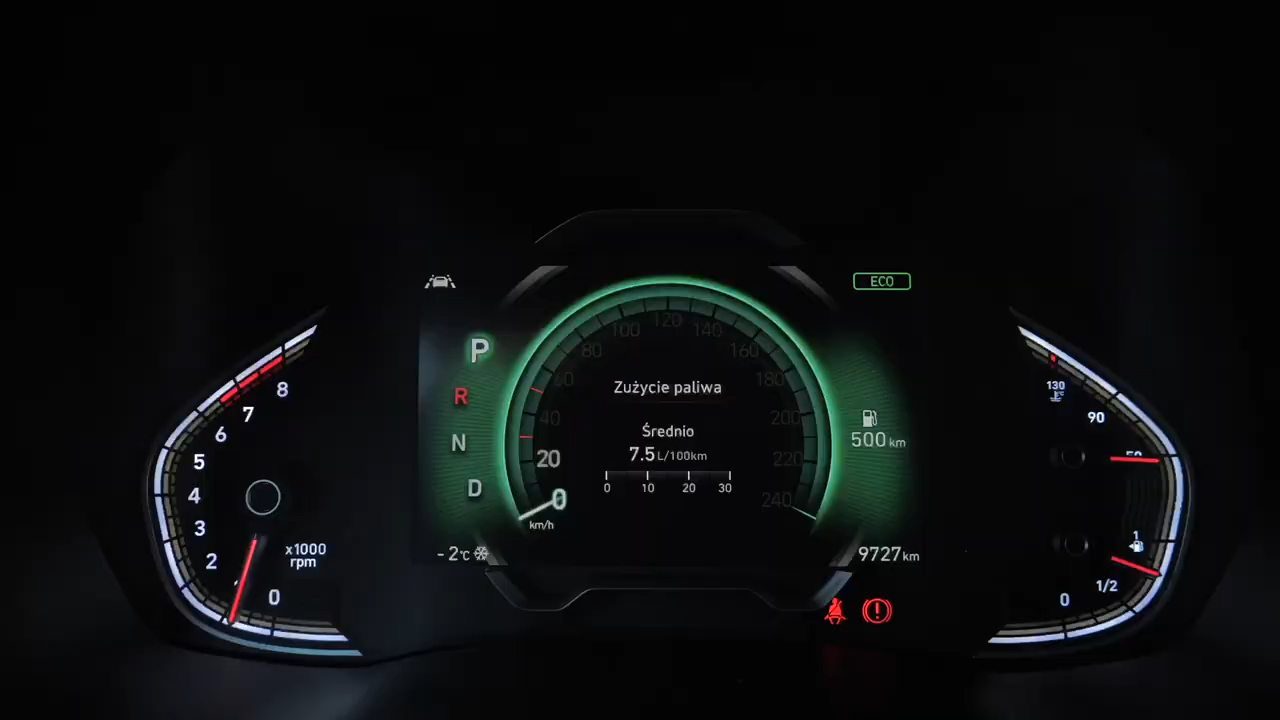 ECO
120
100
140
80
160
60
180
40
200
20
220
0
240
km/h
P
R
N
D
Zużycie paliwa
Średnio
7.5 L/100km
0 10 20 30
500 km
-2°C
9727 km
8
7
6
5
4
3
2
0
x1000
rpm
130
90
50
1
1/2
0